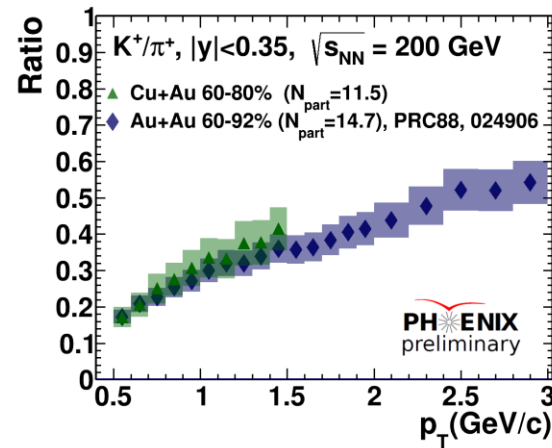 K+/π+, |y|<0.35, √sNN = 200 GeV
Cu+Au 60-80% (Npart=11.5)
Au+Au 60-92% (Npart=14.7), PRC88, 024906
Ratio
1
0.9
0.8
0.7
0.6
0.5
0.4
0.3
0.2
0.1
0
PHENIX
preliminary
0.5 1 1.5 2 2.5 3
pT(GeV/c)